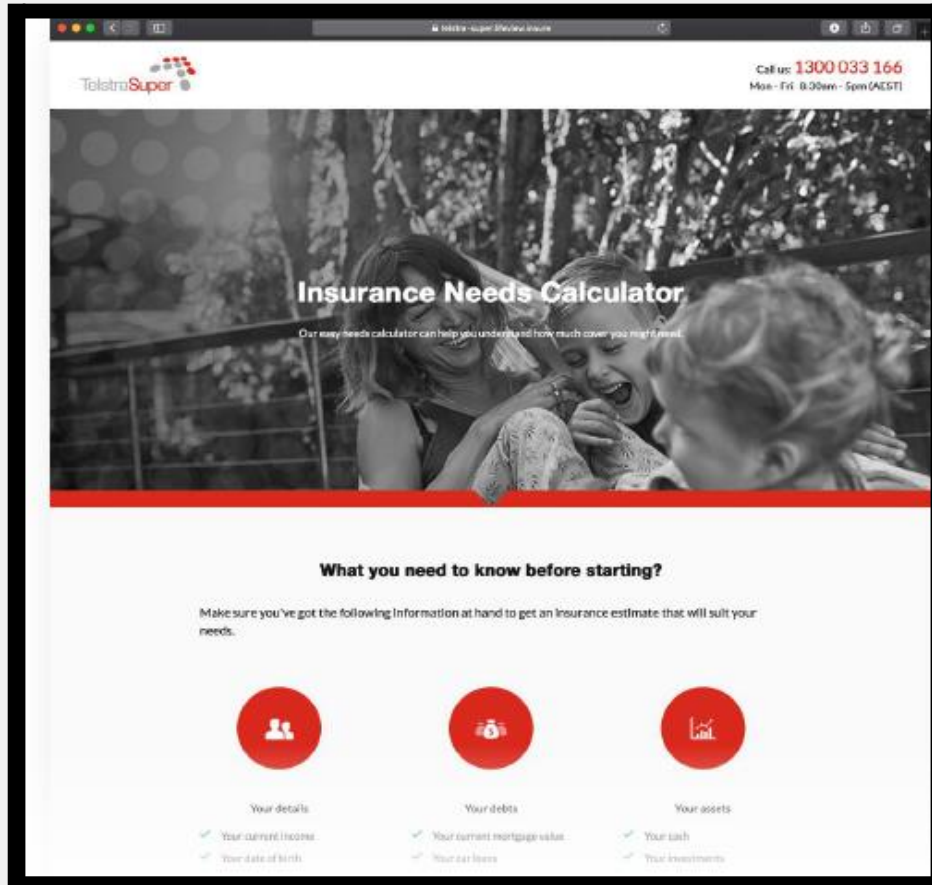 telstra-super.lifeview.insure
TelstraSuper
Call us: 1300 033 166
Mon - Fri 8:30am - 5pm (AEST)
Insurance Needs Calculator
Our easy needs calculator can help you understand how much cover you might need.
What you need to know before starting?
Make sure you've got the following information at hand to get an insurance estimate that will suit your
needs.
Your details
Your debts
Your assets
Your current income
Your current mortgage value
Your cash
Your date of birth
Your car loans
Your investments